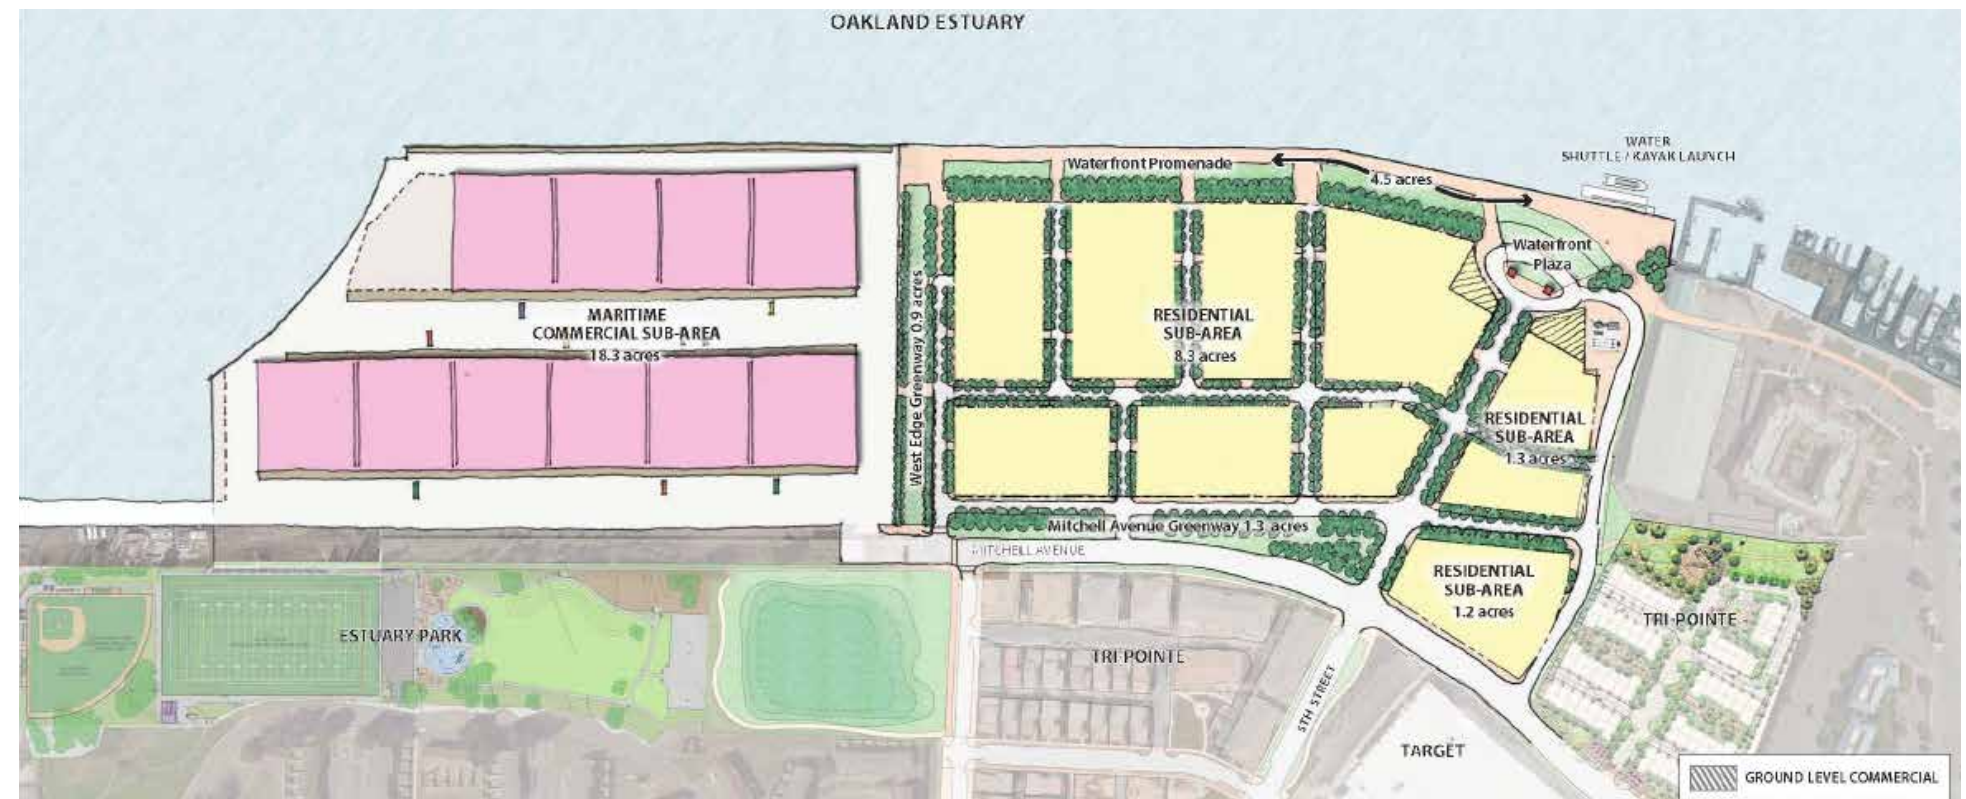 OAKLAND ESTUARY
WATER
SHUTTLE / KAYAK LAUNCH
Waterfront Promenade
4.5 acres
Waterfront
Plaza
MARITIME
COMMERCIAL SUB-AREA
18.3 acres
West Edge Greenway 0.9 acres
RESIDENTIAL
SUB-AREA
8.3 acres
RESIDENTIAL
SUB-AREA
1.3 acres
Mitchell Avenue Greenway 1.3 acres
MITCHELL AVENUE
RESIDENTIAL
SUB-AREA
1.2 acres
ESTUARY PARK
TRI-POINTE
TRI-POINTE
5TH STREET
TARGET
GROUND LEVEL COMMERCIAL